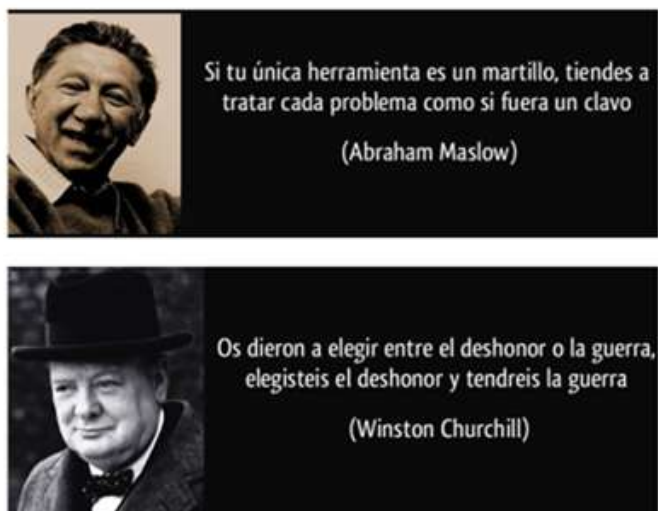 Si tu única herramienta es un martillo, tiendes a
tratar cada problema como si fuera un clavo
(Abraham Maslow)
Os dieron a elegir entre el deshonor o la guerra,
elegisteis el deshonor y tendreis la guerra
(Winston Churchill)